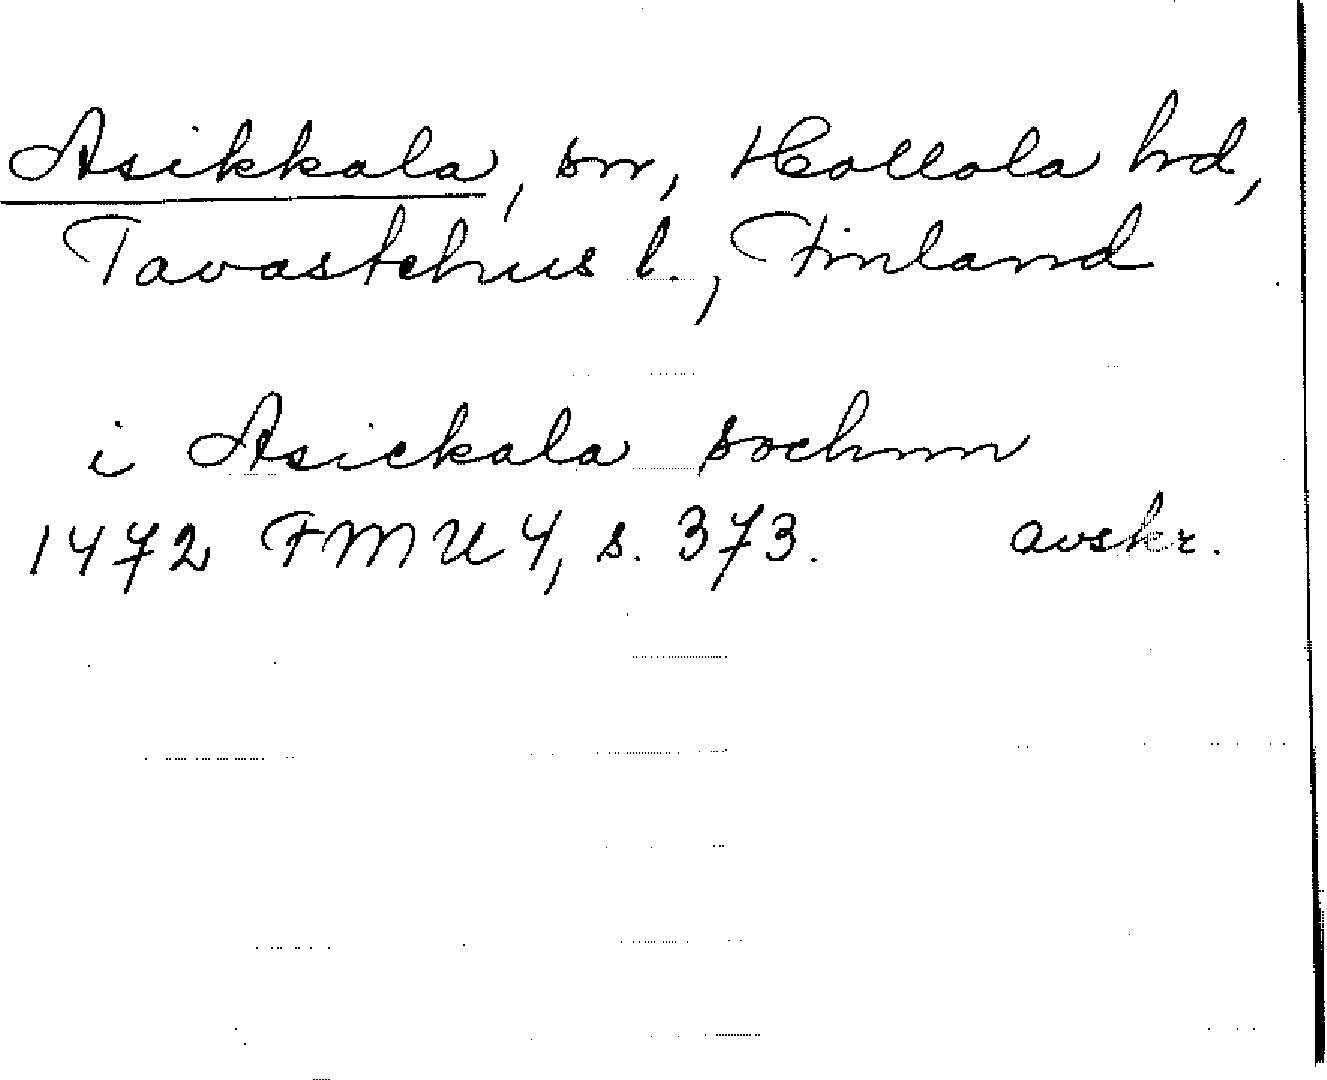 Asikkala, sn, Hollola hd,
Tavastehus l., Finland
i Asickala sochnn
1472 FMU 4, s. 373. avskr.